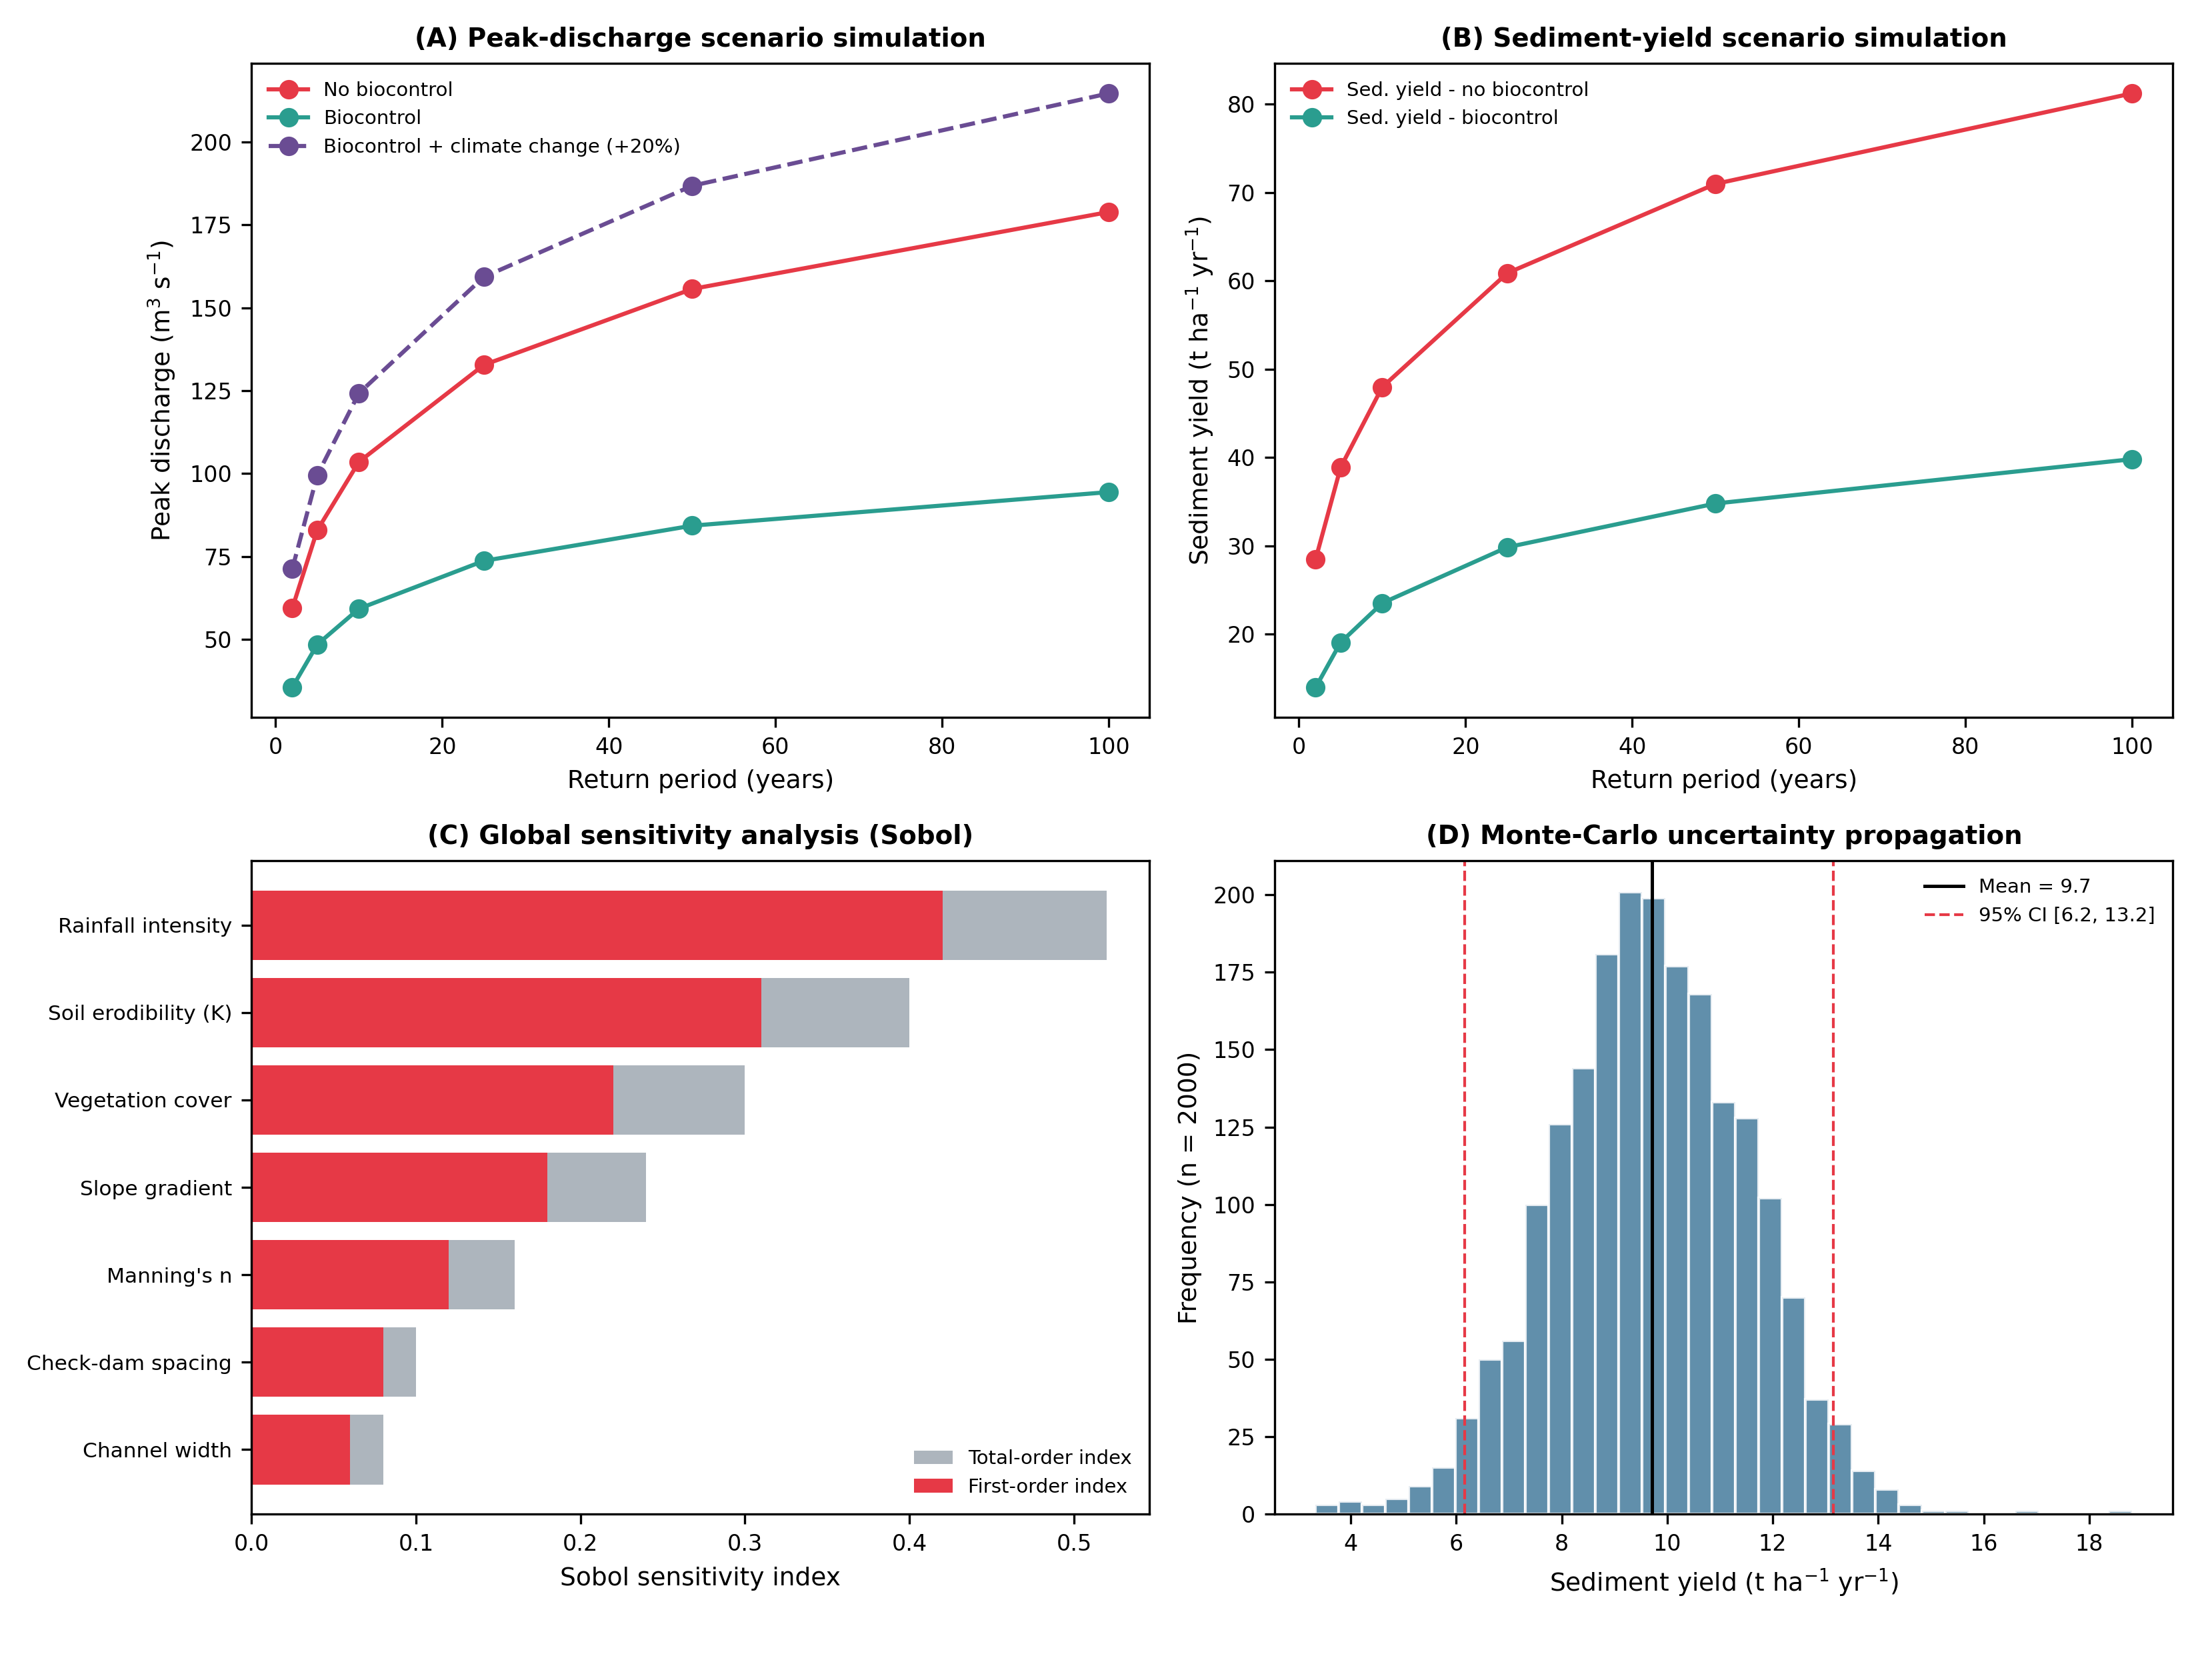 (A) Peak-discharge scenario simulation
No biocontrol
Biocontrol
Biocontrol + climate change (+20%)
Peak discharge (m³ s⁻¹)
200
175
150
125
100
75
50
0 20 40 60 80 100
Return period (years)
(B) Sediment-yield scenario simulation
Sed. yield - no biocontrol
Sed. yield - biocontrol
Sediment yield (t ha⁻¹ yr⁻¹)
80
70
60
50
40
30
20
0 20 40 60 80 100
Return period (years)
(C) Global sensitivity analysis (Sobol)
Rainfall intensity
Soil erodibility (K)
Vegetation cover
Slope gradient
Manning's n
Check-dam spacing
Channel width
Total-order index
First-order index
0.0 0.1 0.2 0.3 0.4 0.5
Sobol sensitivity index
(D) Monte-Carlo uncertainty propagation
Mean = 9.7
95% CI [6.2, 13.2]
Frequency (n = 2000)
200
175
150
125
100
75
50
25
0
4 6 8 10 12 14 16 18
Sediment yield (t ha⁻¹ yr⁻¹)